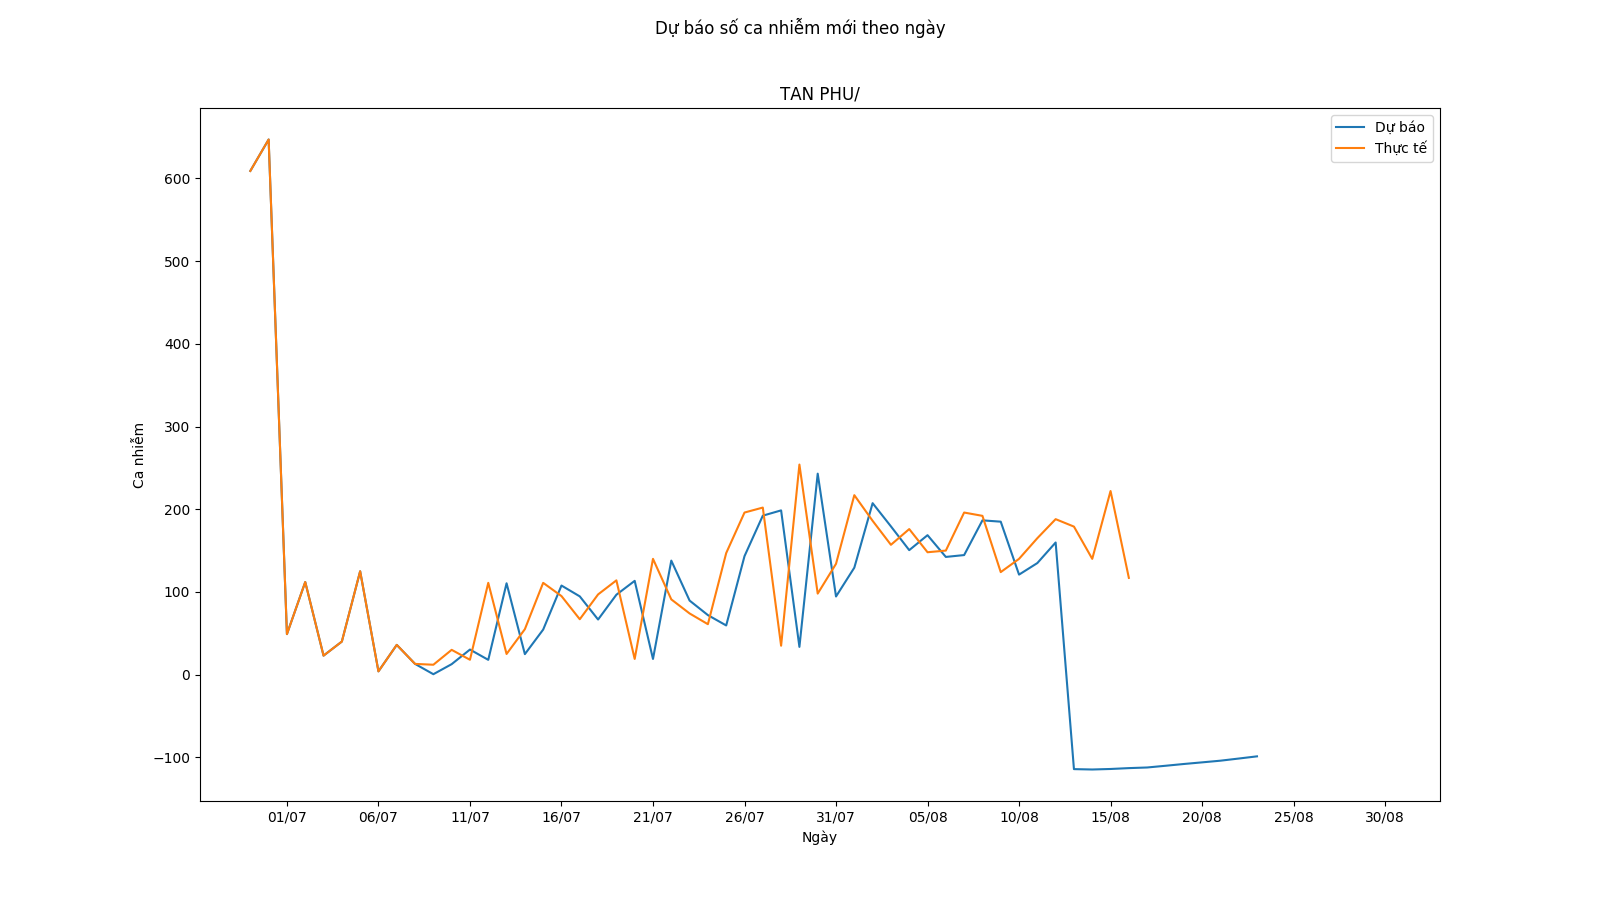 Dự báo số ca nhiễm mới theo ngày
TAN PHU/
Dự báo
Thực tế
600
500
400
300
200
100
0
−100
Ca nhiễm
01/07 06/07 11/07 16/07 21/07 26/07 31/07 05/08 10/08 15/08 20/08 25/08 30/08
Ngày